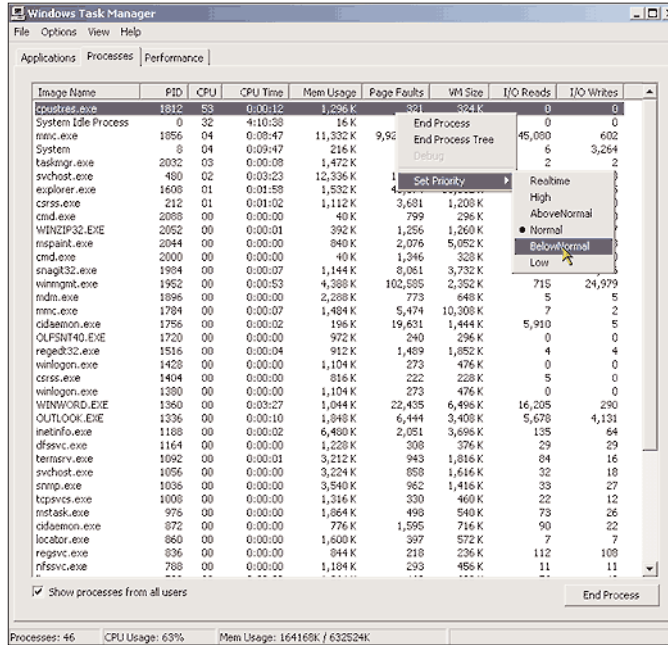 Windows Task Manager
File Options View Help
Applications Processes Performance
Image Name PID CPU CPU Time Mem Usage Page Faults VM Size I/O Reads I/O Writes
cpustres.exe 1812 53 0:00:12 1,296 K 321 324 K 0 0
System Idle Process 0 32 4:10:38 16 K 0
mmc.exe 1856 04 0:08:47 11,332 K 9,92 45,080 602
System 8 04 0:09:47 216 K 6 3,264
taskmgr.exe 2032 03 0:00:08 1,472 K 2 2
svchost.exe 480 02 0:03:23 12,336 K 1
explorer.exe 1608 01 0:01:58 1,532 K
csrss.exe 212 01 0:01:02 1,112 K 3,681 1,208 K
cmd.exe 2088 00 0:00:00 40 K 799 296 K
WINZIP32.EXE 2052 00 0:00:01 392 K 1,256 1,260 K
mspaint.exe 2044 00 0:00:00 840 K 2,076 5,052 K
cmd.exe 2000 00 0:00:00 40 K 1,346 328 K
snagit32.exe 1984 00 0:00:07 1,144 K 8,061 3,732 K
winmgmt.exe 1952 00 0:00:53 4,388 K 102,585 2,352 K 715 24,979
mdm.exe 1896 00 0:00:00 2,288 K 773 648 K 5 5
mmc.exe 1784 00 0:00:07 1,484 K 5,474 10,308 K 7 2
cidaemon.exe 1756 00 0:00:02 196 K 19,631 1,444 K 5,910 5
OLFSNT40.EXE 1720 00 0:00:00 972 K 240 296 K 0 0
regedt32.exe 1516 00 0:00:04 912 K 1,489 1,852 K 4 4
winlogon.exe 1428 00 0:00:00 1,104 K 273 476 K 0 0
csrss.exe 1404 00 0:00:00 816 K 222 228 K 5 0
winlogon.exe 1380 00 0:00:00 1,104 K 273 476 K 0 0
WINWORD.EXE 1360 00 0:03:27 1,044 K 22,435 6,496 K 16,205 290
OUTLOOK.EXE 1336 00 0:00:10 1,848 K 6,444 3,408 K 5,678 4,131
inetinfo.exe 1188 00 0:00:02 6,480 K 2,051 3,696 K 135 64
dfssvc.exe 1164 00 0:00:00 1,228 K 308 376 K 29 29
termsrv.exe 1092 00 0:00:01 3,212 K 943 1,816 K 84 16
svchost.exe 1056 00 0:00:00 3,224 K 858 1,616 K 32 18
snmp.exe 1036 00 0:00:00 3,540 K 962 1,416 K 33 27
tcpsvcs.exe 1008 00 0:00:00 1,316 K 330 460 K 22 12
mstask.exe 976 00 0:00:00 1,864 K 498 540 K 73 26
cidaemon.exe 872 00 0:00:00 776 K 1,595 716 K 90 22
locator.exe 860 00 0:00:00 1,600 K 397 572 K 7 7
regsvc.exe 836 00 0:00:00 844 K 218 236 K 112 108
nfssvc.exe 788 00 0:00:00 1,184 K 293 456 K 11 11
End Process
End Process Tree
Debug
Set Priority
Realtime
High
AboveNormal
Normal
BelowNormal
Low
Show processes from all users
End Process
Processes: 46 CPU Usage: 63% Mem Usage: 164168K / 632524K